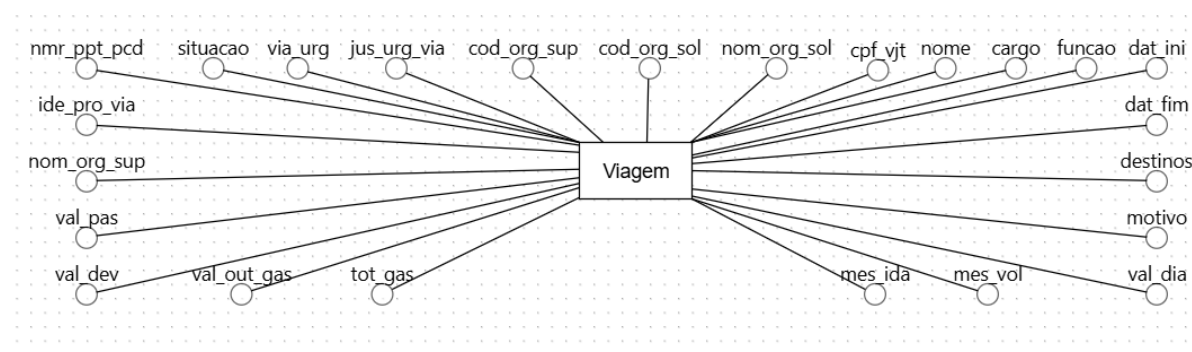 nmr_ppt_pcd situacao via_urg jus_urg_via cod_org_sup cod_org_sol nom_org_sol cpf_vjt nome cargo funcao dat_ini
ide_pro_via dat_fim
nom_org_sup Viagem destinos
val_pas motivo
val_dev val_out_gas tot_gas mes_ida mes_vol val_dia